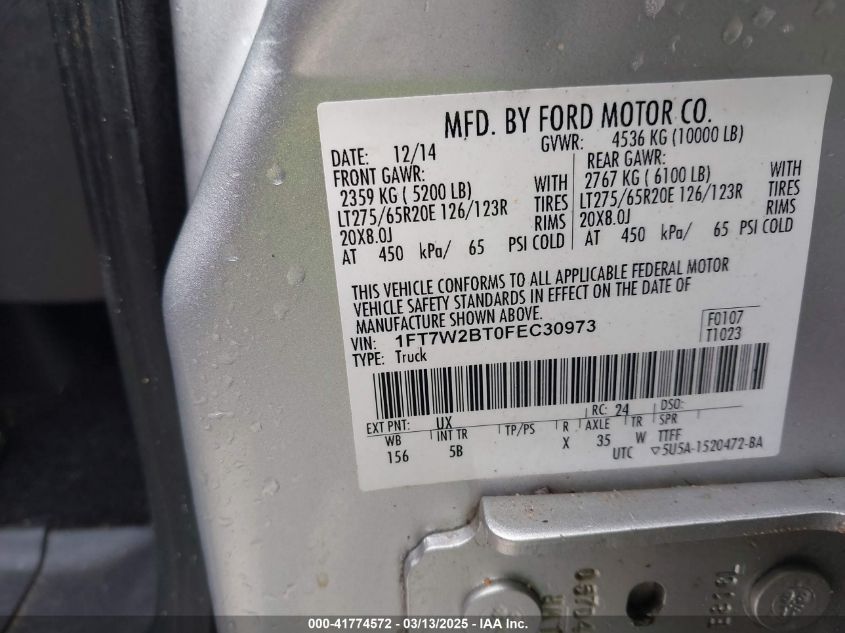 MFD. BY FORD MOTOR CO.
DATE: 12/14 GVWR: 4536 KG (10000 LB)
FRONT GAWR: REAR GAWR:
2359 KG ( 5200 LB) WITH 2767 KG ( 6100 LB) WITH
LT275/65R20E 126/123R TIRES LT275/65R20E 126/123R TIRES
20X8.0J RIMS 20X8.0J RIMS
AT 450 kPa/ 65 PSI COLD AT 450 kPa/ 65 PSI COLD
THIS VEHICLE CONFORMS TO ALL APPLICABLE FEDERAL MOTOR
VEHICLE SAFETY STANDARDS IN EFFECT ON THE DATE OF
MANUFACTURE SHOWN ABOVE.
VIN: 1FT7W2BT0FEC30973 F0107
TYPE: Truck T1023
EXT PNT: UX RC: 24 DSO:
WB INT TR TP/PS R AXLE TR SPR
156 5B X 35 W TTFF
UTC 5U5A-1520472-BA
000-41774572 - 03/13/2025 - IAA Inc.